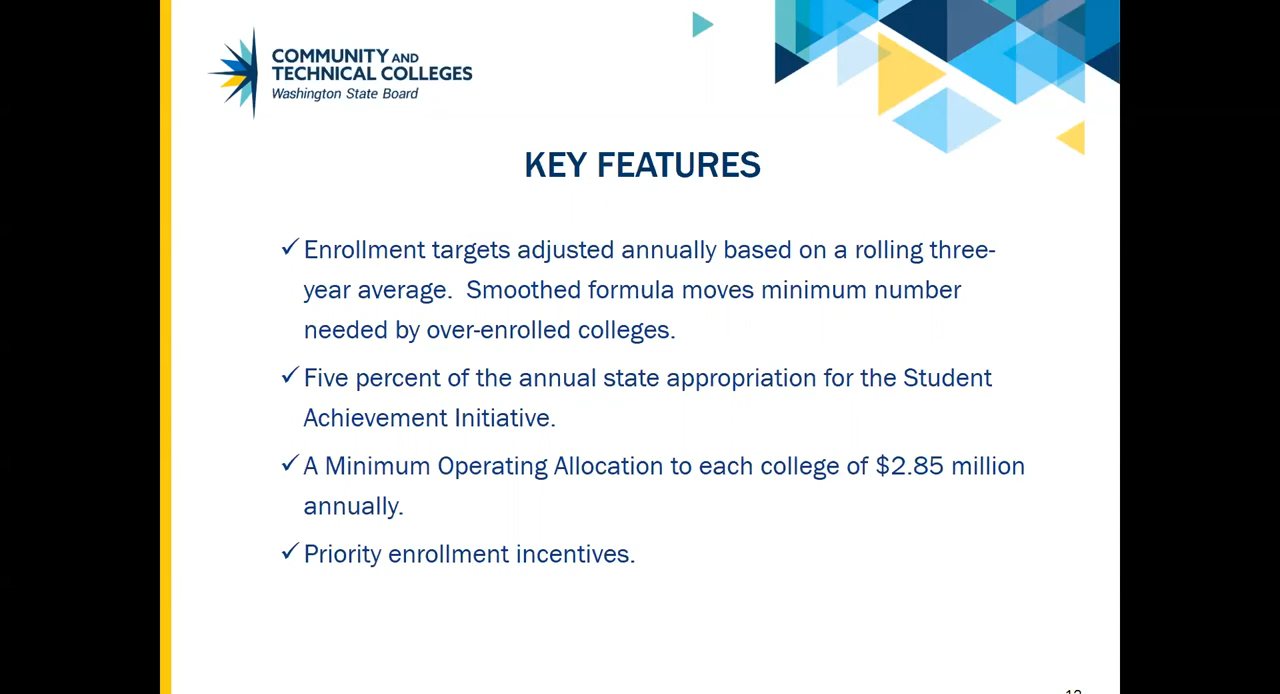 COMMUNITY AND
TECHNICAL COLLEGES
Washington State Board
KEY FEATURES
✓Enrollment targets adjusted annually based on a rolling three-
year average.  Smoothed formula moves minimum number
needed by over-enrolled colleges.
✓Five percent of the annual state appropriation for the Student
Achievement Initiative.
✓A Minimum Operating Allocation to each college of $2.85 million
annually.
✓Priority enrollment incentives.